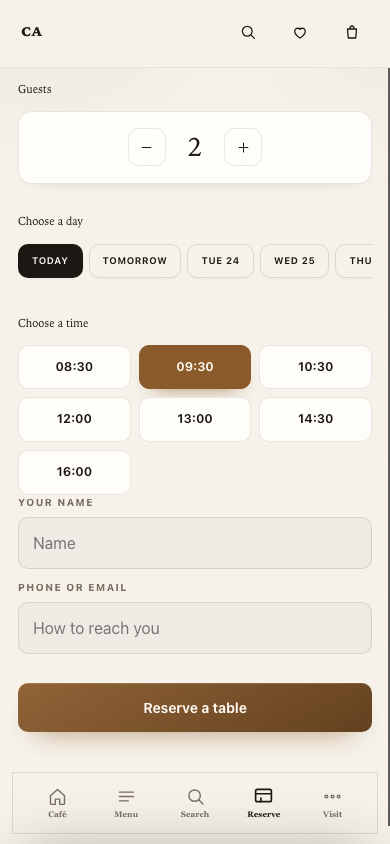 CA
Guests
− 2 +
Choose a day
TODAY TOMORROW TUE 24 WED 25 THU
Choose a time
08:30 09:30 10:30
12:00 13:00 14:30
16:00
YOUR NAME
Name
PHONE OR EMAIL
How to reach you
Reserve a table
Café Menu Search Reserve Visit